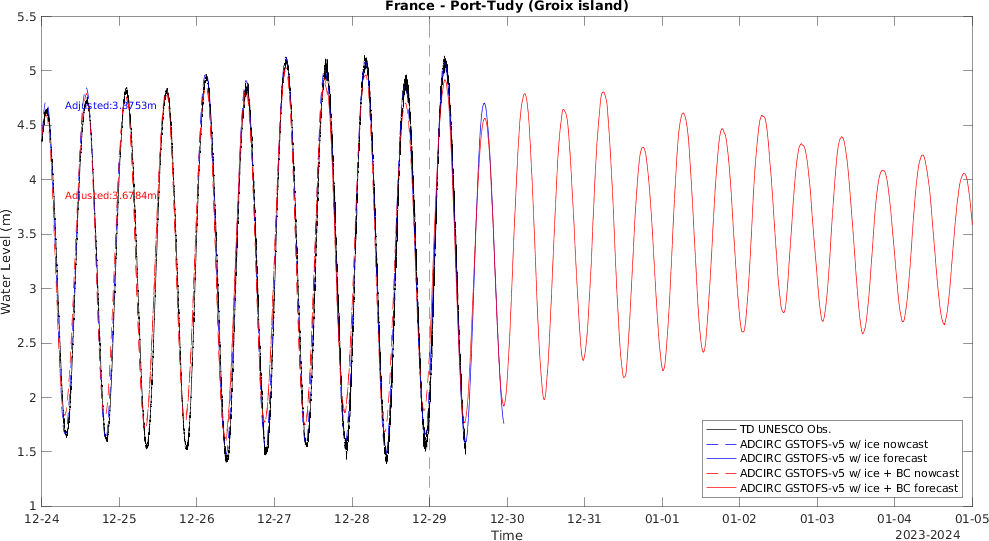 France - Port-Tudy (Groix island)
5.5
5
4.5
4
3.5
3
2.5
2
1.5
1
Water Level (m)
Adjusted:3.6784m
TD UNESCO Obs.
ADCIRC GSTOFS-v5 w/ ice nowcast
ADCIRC GSTOFS-v5 w/ ice forecast
ADCIRC GSTOFS-v5 w/ ice + BC nowcast
ADCIRC GSTOFS-v5 w/ ice + BC forecast
12-24 12-25 12-26 12-27 12-28 12-29 12-30 12-31 01-01 01-02 01-03 01-04 01-05
Time
2023-2024